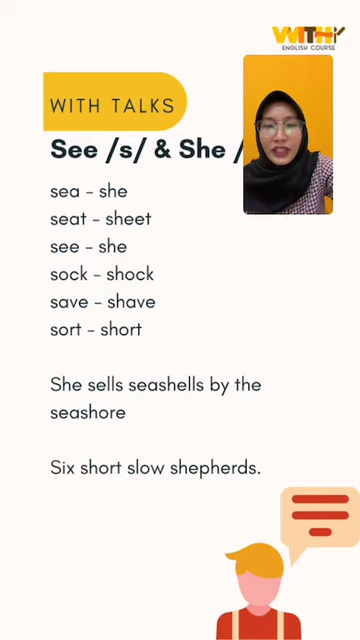 WITH
ENGLISH COURSE
WITH TALKS
See /s/ & She /
sea – she
seat – sheet
see – she
sock – shock
save – shave
sort – short
She sells seashells by the
seashore
Six short slow shepherds.